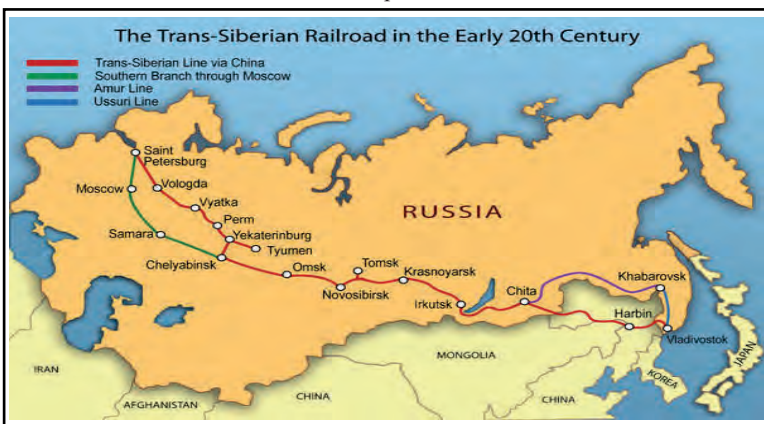 The Trans-Siberian Railroad in the Early 20th Century
Trans-Siberian Line via China
Southern Branch through Moscow
Amur Line
Ussuri Line
Saint
Petersburg
Moscow
Vologda
Vyatka
Perm
Samara
Yekaterinburg
Tyumen
Chelyabinsk
RUSSIA
Omsk
Tomsk
Novosibirsk
Krasnoyarsk
Irkutsk
Chita
Khabarovsk
Harbin
Vladivostok
IRAN
AFGHANISTAN
CHINA
MONGOLIA
CHINA
KOREA
JAPAN